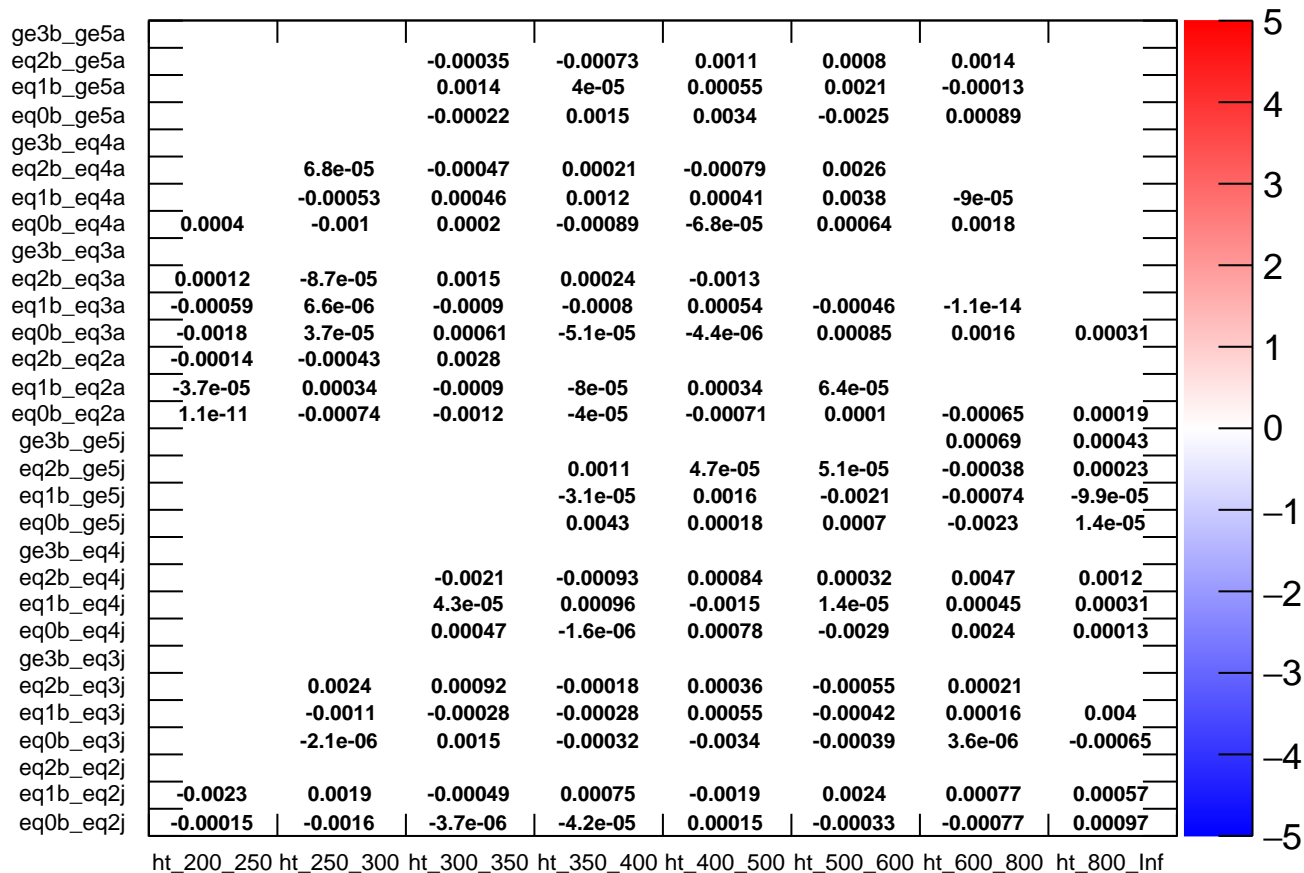 ge3b_ge5a
eq2b_ge5a -0.00035 -0.00073 0.0011 0.0008 0.0014
eq1b_ge5a 0.0014 4e-05 0.00055 0.0021 -0.00013
eq0b_ge5a -0.00022 0.0015 0.0034 -0.0025 0.00089
ge3b_eq4a
eq2b_eq4a 6.8e-05 -0.00047 0.00021 -0.00079 0.0026
eq1b_eq4a -0.00053 0.00046 0.0012 0.00041 0.0038 -9e-05
eq0b_eq4a 0.0004 -0.001 0.0002 -0.00089 -6.8e-05 0.00064 0.0018
ge3b_eq3a
eq2b_eq3a 0.00012 -8.7e-05 0.0015 0.00024 -0.0013
eq1b_eq3a -0.00059 6.6e-06 -0.0009 -0.0008 0.00054 -0.00046 -1.1e-14
eq0b_eq3a -0.0018 3.7e-05 0.00061 -5.1e-05 -4.4e-06 0.00085 0.0016 0.00031
eq2b_eq2a -0.00014 -0.00043 0.0028
eq1b_eq2a -3.7e-05 0.00034 -0.0009 -8e-05 0.00034 6.4e-05
eq0b_eq2a 1.1e-11 -0.00074 -0.0012 -4e-05 -0.00071 0.0001 -0.00065 0.00019
ge3b_ge5j 0.00069 0.00043
eq2b_ge5j 0.0011 4.7e-05 5.1e-05 -0.00038 0.00023
eq1b_ge5j -3.1e-05 0.0016 -0.0021 -0.00074 -9.9e-05
eq0b_ge5j 0.0043 0.00018 0.0007 -0.0023 1.4e-05
ge3b_eq4j
eq2b_eq4j -0.0021 -0.00093 0.00084 0.00032 0.0047 0.0012
eq1b_eq4j 4.3e-05 0.00096 -0.0015 1.4e-05 0.00045 0.00031
eq0b_eq4j 0.00047 -1.6e-06 0.00078 -0.0029 0.0024 0.00013
ge3b_eq3j
eq2b_eq3j 0.0024 0.00092 -0.00018 0.00036 -0.00055 0.00021
eq1b_eq3j -0.0011 -0.00028 -0.00028 0.00055 -0.00042 0.00016 0.004
eq0b_eq3j -2.1e-06 0.0015 -0.00032 -0.0034 -0.00039 3.6e-06 -0.00065
eq2b_eq2j
eq1b_eq2j -0.0023 0.0019 -0.00049 0.00075 -0.0019 0.0024 0.00077 0.00057
eq0b_eq2j -0.00015 -0.0016 -3.7e-06 -4.2e-05 0.00015 -0.00033 -0.00077 0.00097
ht_200_250 ht_250_300 ht_300_350 ht_350_400 ht_400_500 ht_500_600 ht_600_800 ht_800_Inf
5
4
3
2
1
0
−1
−2
−3
−4
−5